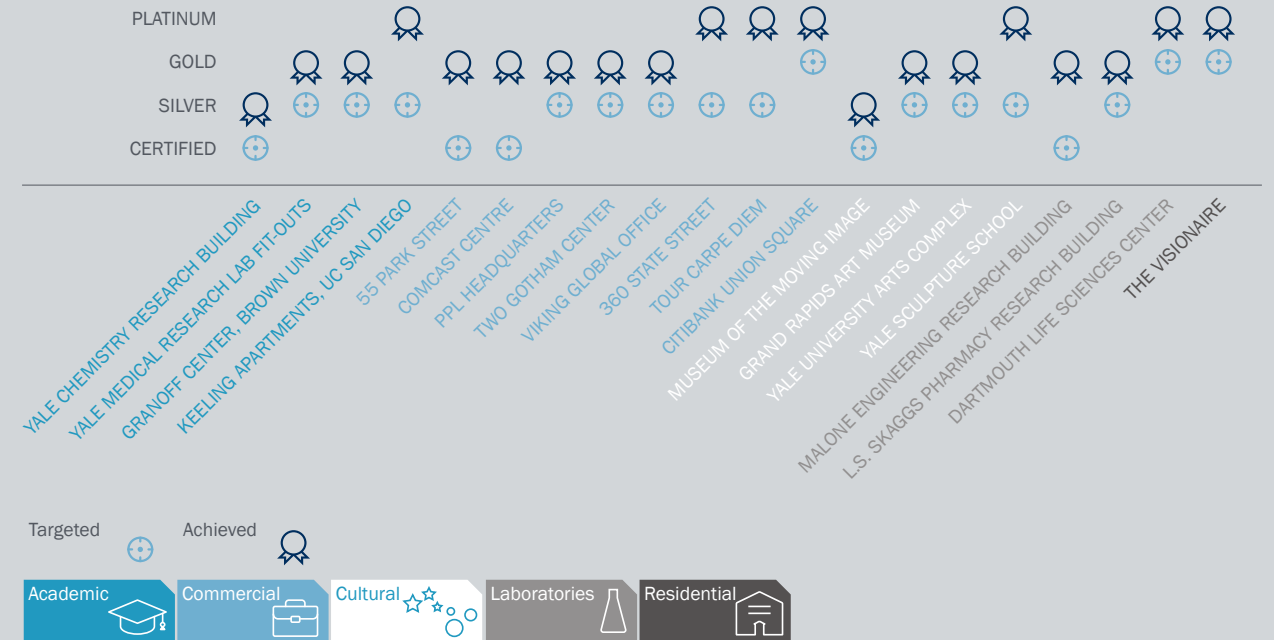 PLATINUM
GOLD
SILVER
CERTIFIED
YALE CHEMISTRY RESEARCH BUILDING
YALE MEDICAL RESEARCH LAB FIT-OUTS
GRANOFF CENTER, BROWN UNIVERSITY
KEELING APARTMENTS, UC SAN DIEGO
55 PARK STREET
COMCAST CENTRE
PPL HEADQUARTERS
TWO GOTHAM CENTER
VIKING GLOBAL OFFICE
360 STATE STREET
TOUR CARPE DIEM
CITIBANK UNION SQUARE
MUSEUM OF THE MOVING IMAGE
GRAND RAPIDS ART MUSEUM
YALE UNIVERSITY ARTS COMPLEX
YALE SCULPTURE SCHOOL
MALONE ENGINEERING RESEARCH BUILDING
L.S. SKAGGS PHARMACY RESEARCH BUILDING
DARTMOUTH LIFE SCIENCES CENTER
THE VISIONAIRE
Targeted
Achieved
Academic
Commercial
Cultural
Laboratories
Residential